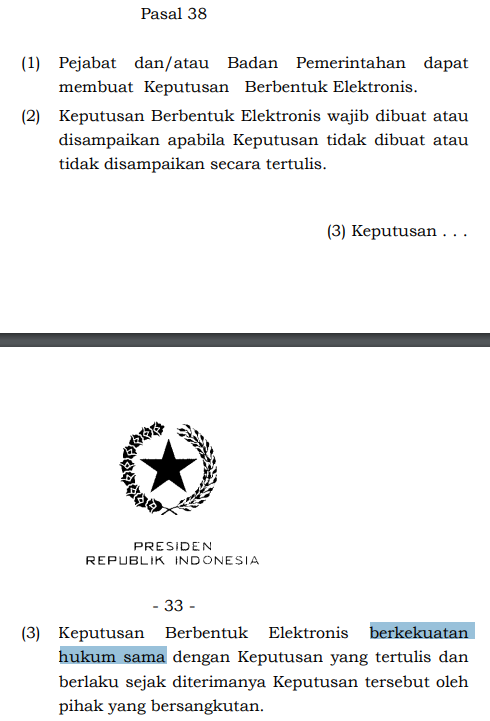 Pasal 38
(1) Pejabat dan/atau Badan Pemerintahan dapat
membuat Keputusan Berbentuk Elektronis.
(2) Keputusan Berbentuk Elektronis wajib dibuat atau
disampaikan apabila Keputusan tidak dibuat atau
tidak disampaikan secara tertulis.
(3) Keputusan . . .
PRESIDEN
REPUBLIK INDONESIA
- 33 -
(3) Keputusan Berbentuk Elektronis berkekuatan
hukum sama dengan Keputusan yang tertulis dan
berlaku sejak diterimanya Keputusan tersebut oleh
pihak yang bersangkutan.